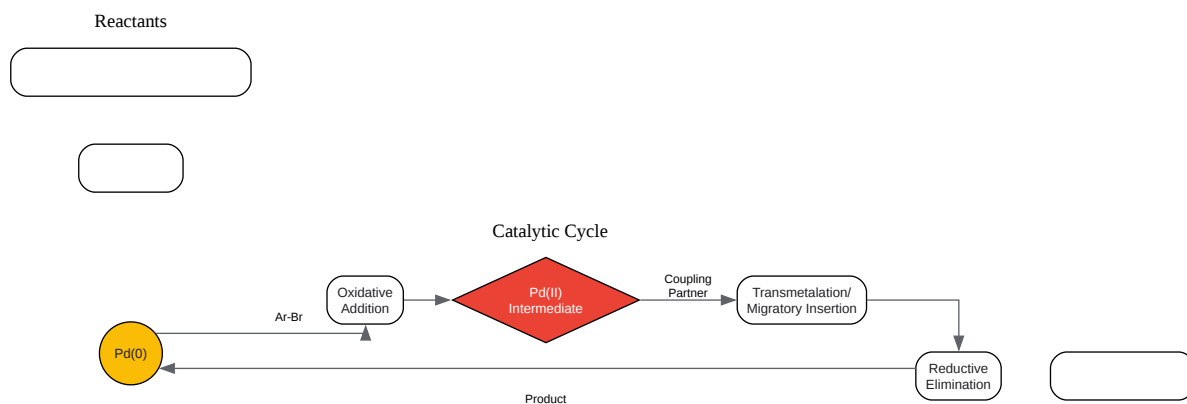 Reactants
Catalytic Cycle
Coupling
Partner
Oxidative
Addition
Pd(II)
Intermediate
Transmetalation/
Migratory Insertion
Ar-Br
Pd(0)
Reductive
Elimination
Product